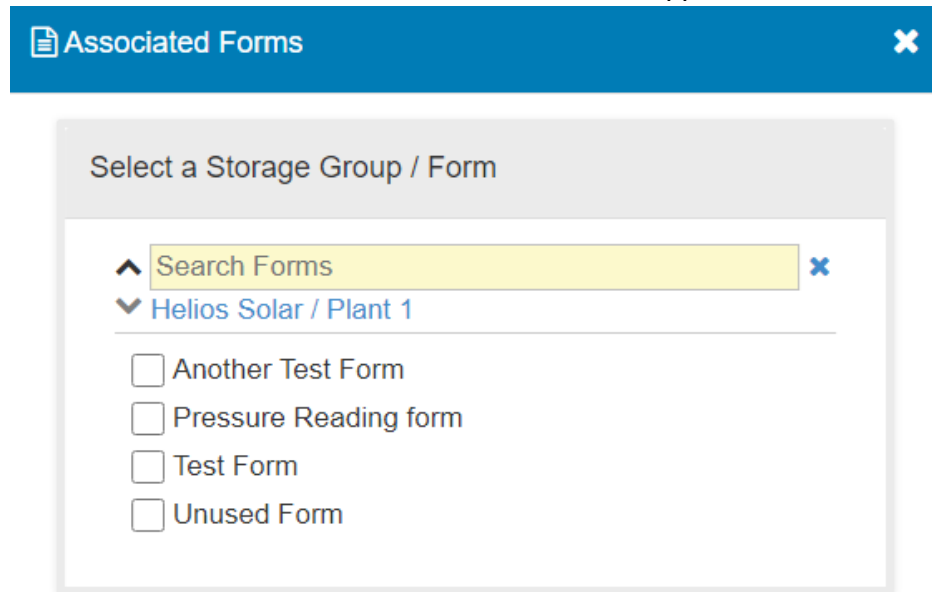 Associated Forms
Select a Storage Group / Form
Search Forms
Helios Solar / Plant 1
Another Test Form
Pressure Reading form
Test Form
Unused Form